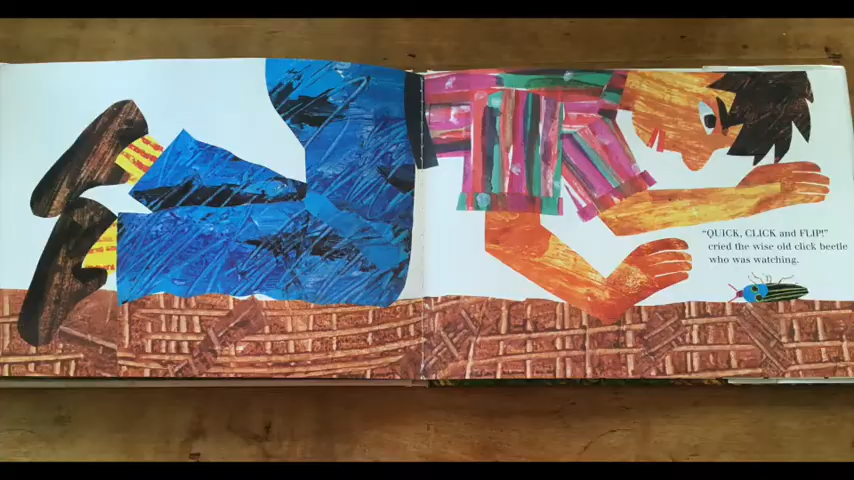 "QUICK, CLICK and FLIP!"
cried the wise old click beetle
who was watching.